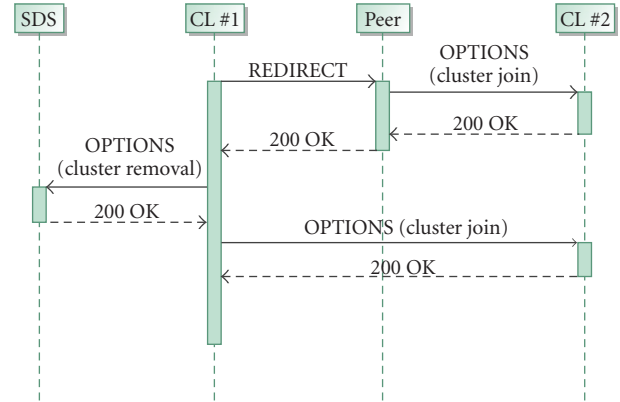 SDS
CL #1
Peer
CL #2
REDIRECT
OPTIONS
(cluster join)
200 OK
200 OK
OPTIONS
(cluster removal)
200 OK
OPTIONS (cluster join)
200 OK